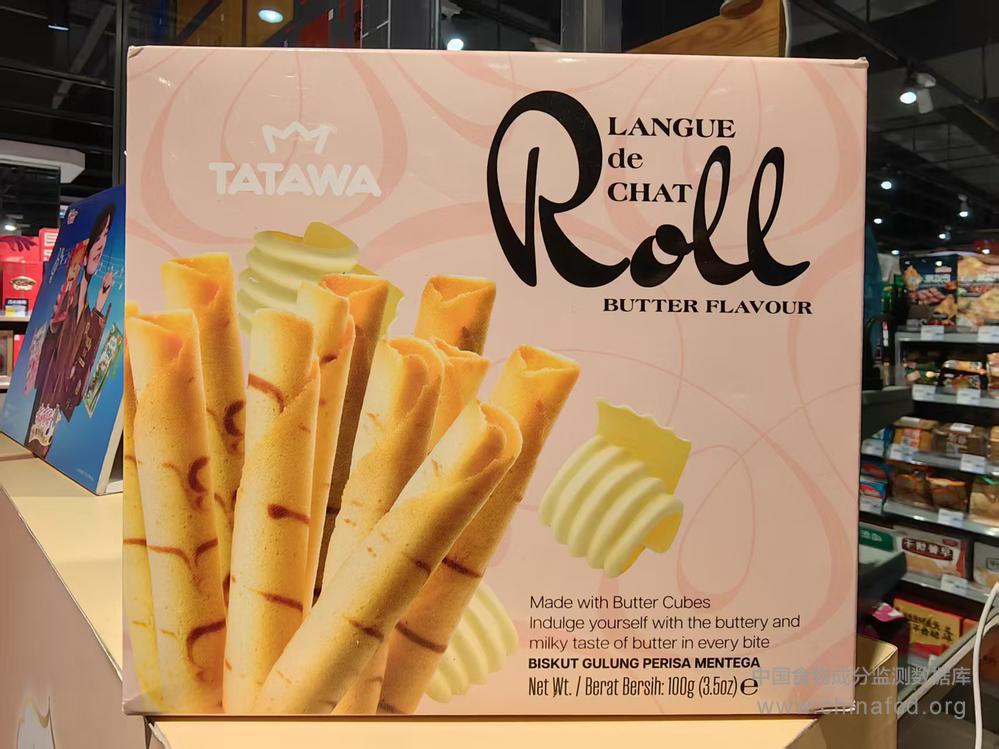 TATAWA
LANGUE
de
CHAT
Roll
BUTTER FLAVOUR
Made with Butter Cubes
Indulge yourself with the buttery and
milky taste of butter in every bite
BISKUT GULUNG PERISA MENTEGA
Net Wt. / Berat Bersih: 100g (3.5oz) ℮
中国食物成分监测数据库
www.chinafcd.org